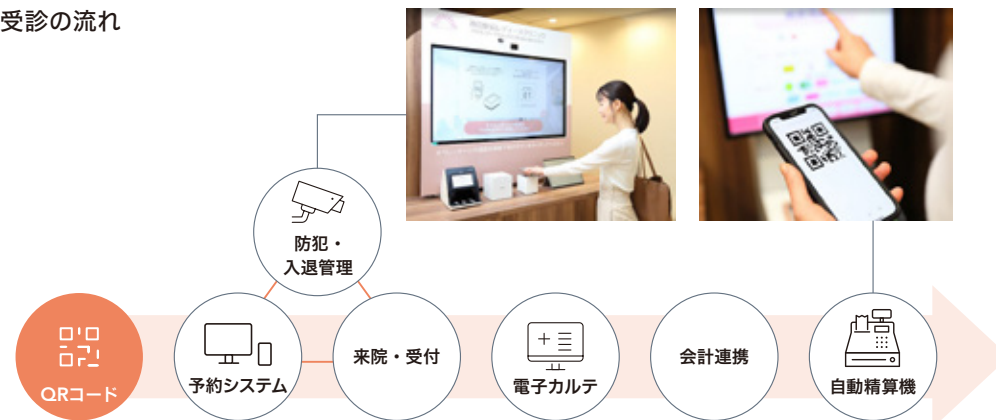 受診の流れ
防犯・
入退管理
QRコード
予約システム
来院・受付
電子カルテ
会計連携
自動精算機